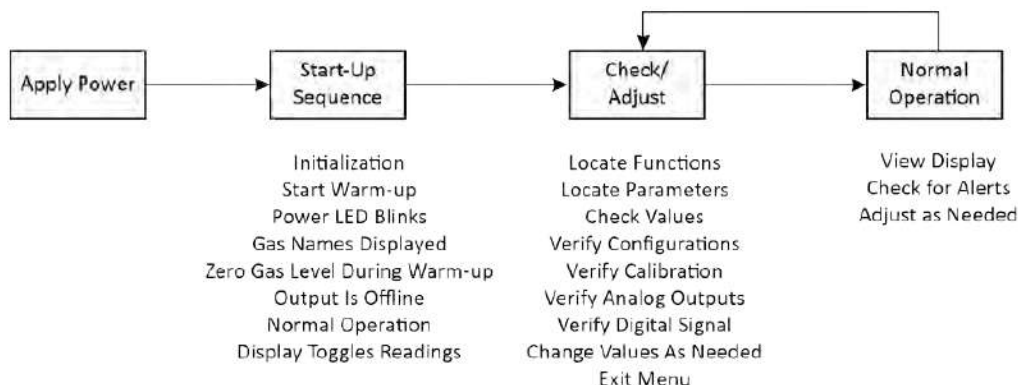 Apply Power
Start-Up
Sequence
Check/
Adjust
Normal
Operation
Initialization
Start Warm-up
Power LED Blinks
Gas Names Displayed
Zero Gas Level During Warm-up
Output Is Offline
Normal Operation
Display Toggles Readings
Locate Functions
Locate Parameters
Check Values
Verify Configurations
Verify Calibration
Verify Analog Outputs
Verify Digital Signal
Change Values As Needed
Exit Menu
View Display
Check for Alerts
Adjust as Needed